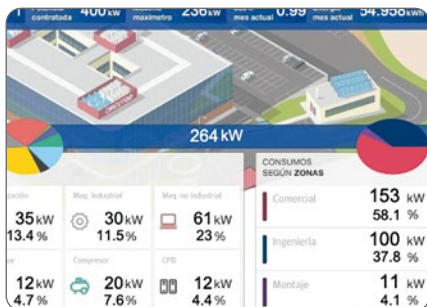 contratada 400 kW maxímetro 236 kW mes actual 0.99 mes actual 54.958 kWh
264 kW
CONSUMOS
SEGÚN ZONAS
Maq. Industrial
Maq. no Industrial
35 kW
13.4 %
30 kW
11.5 %
61 kW
23 %
Comercial
153 kW
58.1 %
Ingeniería
100 kW
37.8 %
Compresor
CPD
12 kW
4.7 %
20 kW
7.6 %
12 kW
4.4 %
Montaje
11 kW
4.1 %